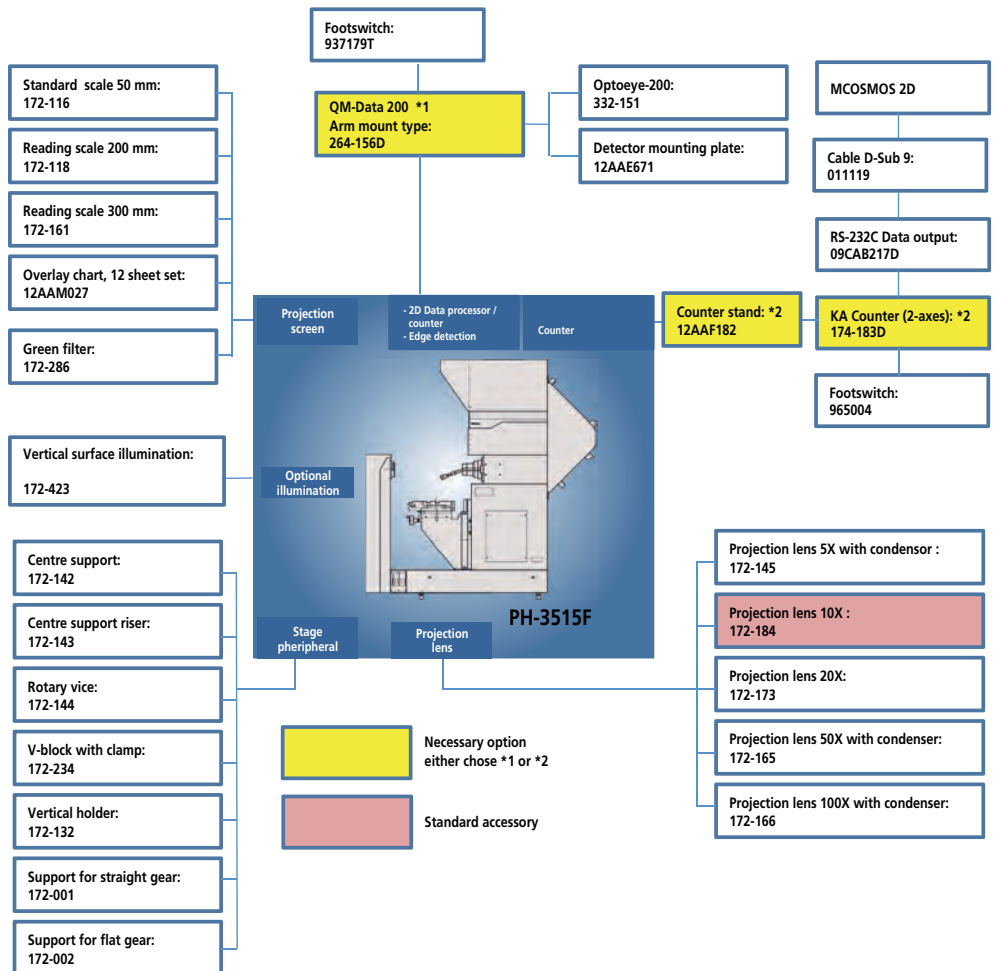 Footswitch:
937179T
Standard scale 50 mm:
172-116
Reading scale 200 mm:
172-118
Reading scale 300 mm:
172-161
Overlay chart, 12 sheet set:
12AAM027
Green filter:
172-286
QM-Data 200 *1
Arm mount type:
264-156D
Optoeye-200:
332-151
Detector mounting plate:
12AAE671
MCOSMOS 2D
Cable D-Sub 9:
011119
RS-232C Data output:
09CAB217D
Projection
screen
- 2D Data processor /
counter
- Edge detection
Counter
Counter stand: *2
12AAF182
KA Counter (2-axes): *2
174-183D
Footswitch:
965004
Vertical surface illumination:
172-423
Optional
illumination
PH-3515F
Stage
pheripheral
Projection
lens
Centre support:
172-142
Centre support riser:
172-143
Rotary vice:
172-144
V-block with clamp:
172-234
Vertical holder:
172-132
Support for straight gear:
172-001
Support for flat gear:
172-002
Necessary option
either chose *1 or *2
Standard accessory
Projection lens 5X with condensor :
172-145
Projection lens 10X :
172-184
Projection lens 20X:
172-173
Projection lens 50X with condenser:
172-165
Projection lens 100X with condenser:
172-166